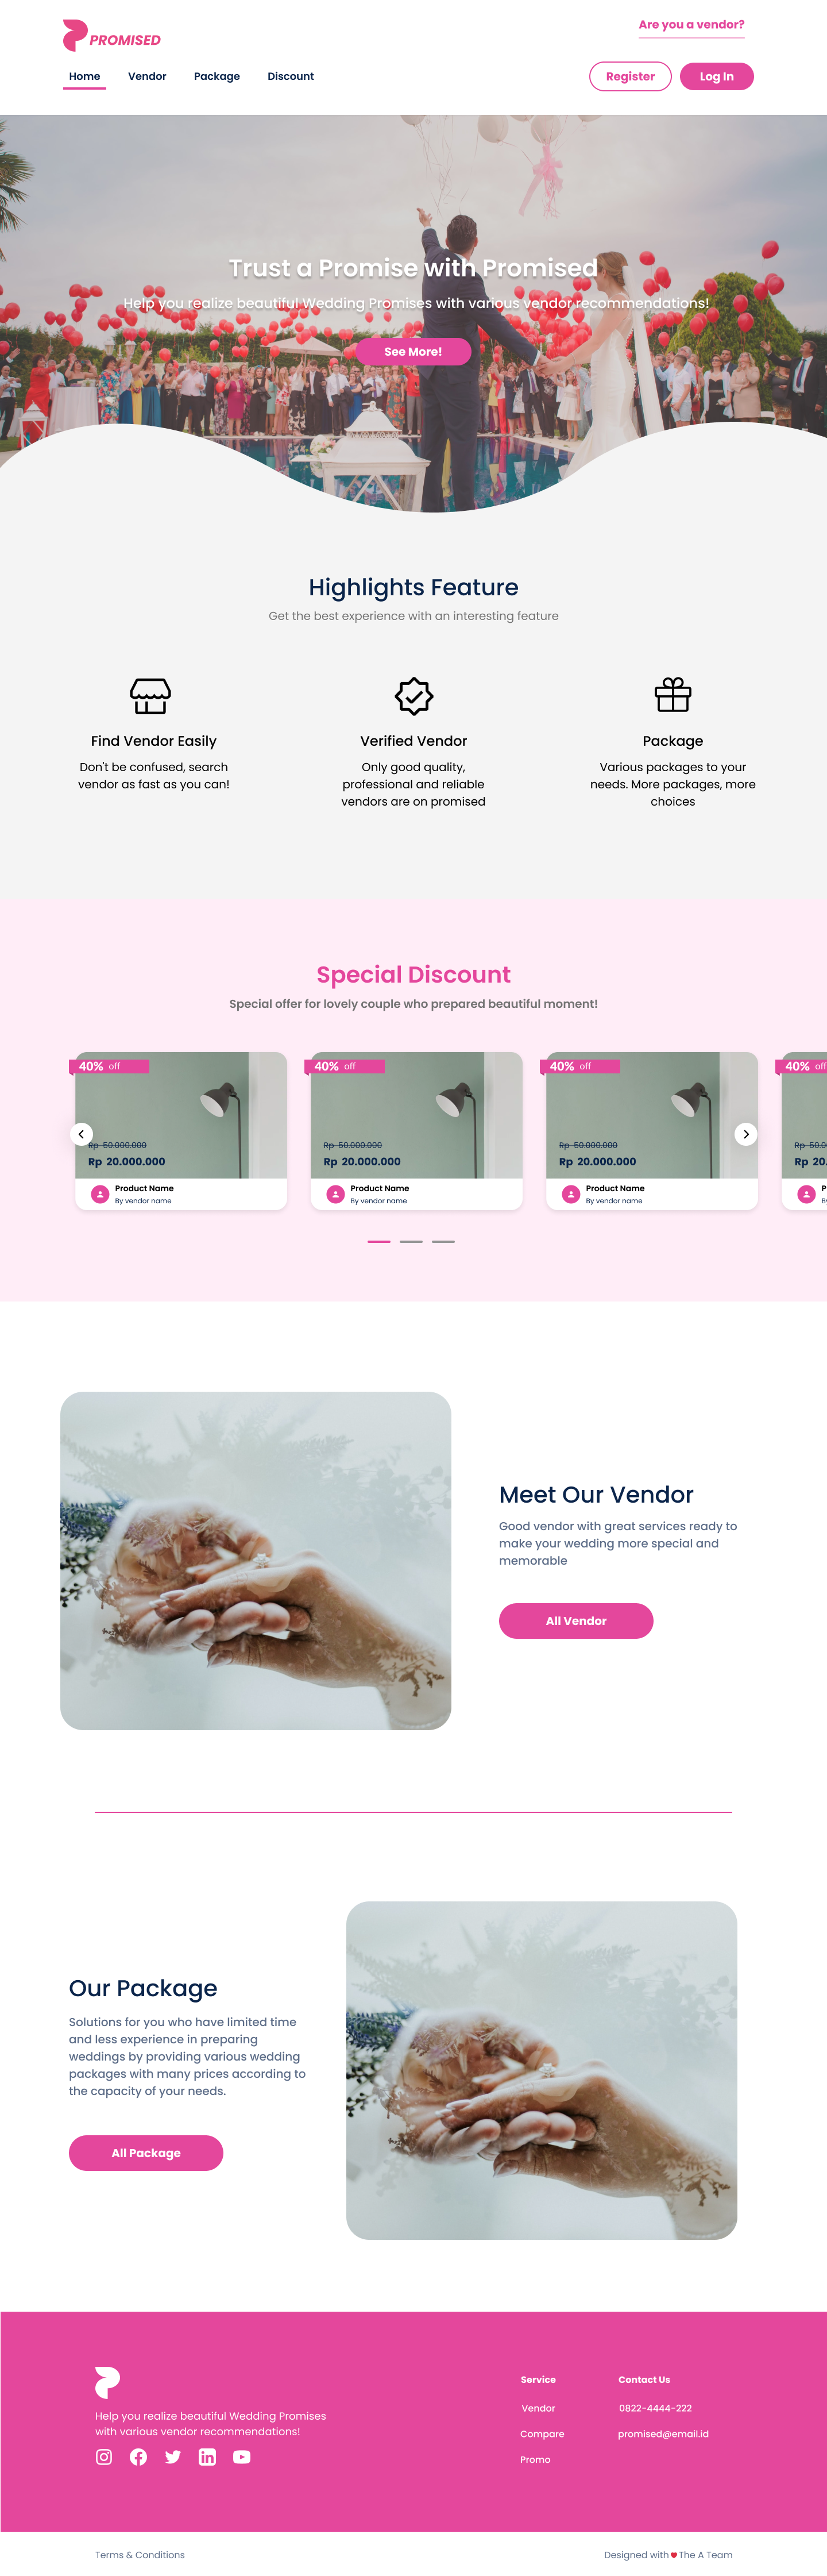 Are you a vendor?
PROMISED
Home Vendor Package Discount
Register Log In
Trust a Promise with Promised
Help you realize beautiful Wedding Promises with various vendor recommendations!
See More!
Highlights Feature
Get the best experience with an interesting feature
Find Vendor Easily
Don't be confused, search
vendor as fast as you can!
Verified Vendor
Only good quality,
professional and reliable
vendors are on promised
Package
Various packages to your
needs. More packages, more
choices
Special Discount
Special offer for lovely couple who prepared beautiful moment!
40% off
Rp 50.000.000
Rp 20.000.000
Product Name
By vendor name
40% off
Rp 50.000.000
Rp 20.000.000
Product Name
By vendor name
40% off
Rp 50.000.000
Rp 20.000.000
Product Name
By vendor name
40% off
Rp 50.0
Rp 20.
P
B
Meet Our Vendor
Good vendor with great services ready to
make your wedding more special and
memorable
All Vendor
Our Package
Solutions for you who have limited time
and less experience in preparing
weddings by providing various wedding
packages with many prices according to
the capacity of your needs.
All Package
Help you realize beautiful Wedding Promises
with various vendor recommendations!
Service
Vendor
Compare
Promo
Contact Us
0822-4444-222
promised@email.id
Terms & Conditions
Designed with ♥ The A Team